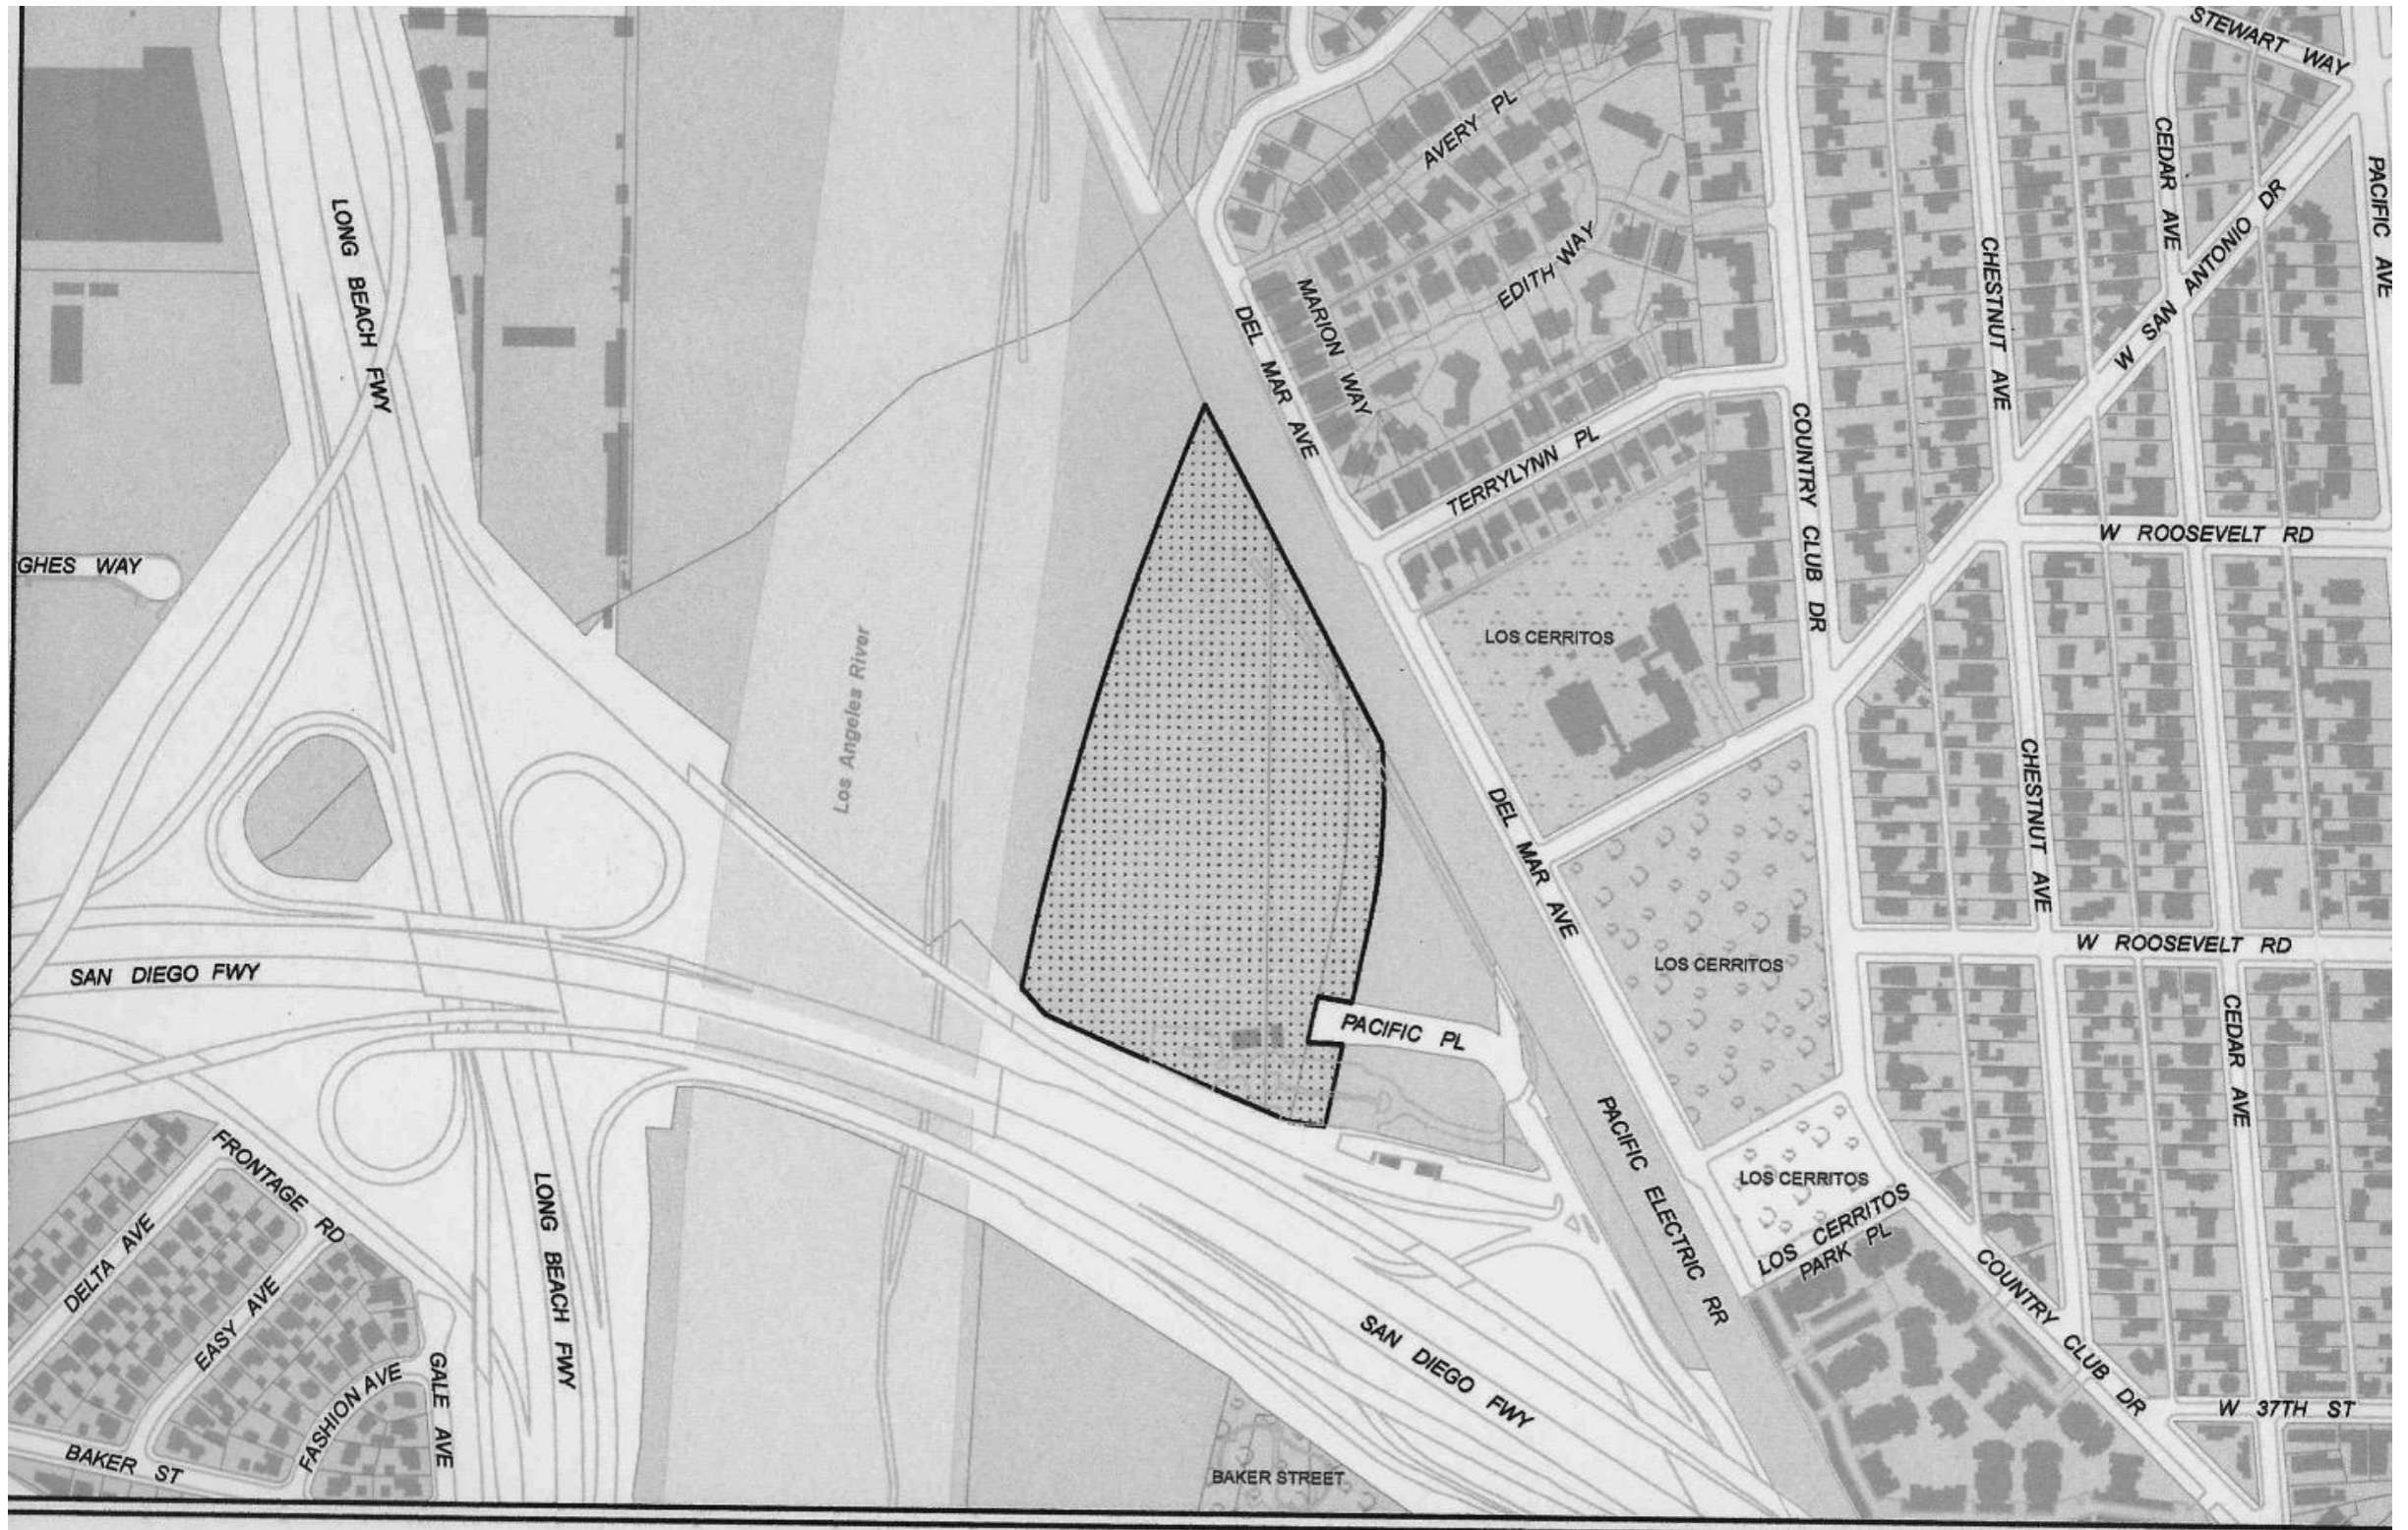 STEWART WAY
AVERY PL
CEDAR AVE
PACIFIC AVE
LONG BEACH FWY
EDITH WAY
W SAN ANTONIO DR
CHESTNUT AVE
MARION WAY
DEL MAR AVE
COUNTRY CLUB DR
TERRYLYNN PL
W ROOSEVELT RD
GHES WAY
LOS CERRITOS
Los Angeles River
CHESTNUT AVE
DEL MAR AVE
W ROOSEVELT RD
LOS CERRITOS
SAN DIEGO FWY
PACIFIC PL
CEDAR AVE
PACIFIC ELECTRIC RR
LOS CERRITOS
FRONTAGE RD
LOS CERRITOS
PARK PL
DELTA AVE
EASY AVE
LONG BEACH FWY
COUNTRY CLUB DR
SAN DIEGO FWY
FASHION AVE
GALE AVE
W 37TH ST
BAKER ST
BAKER STREET